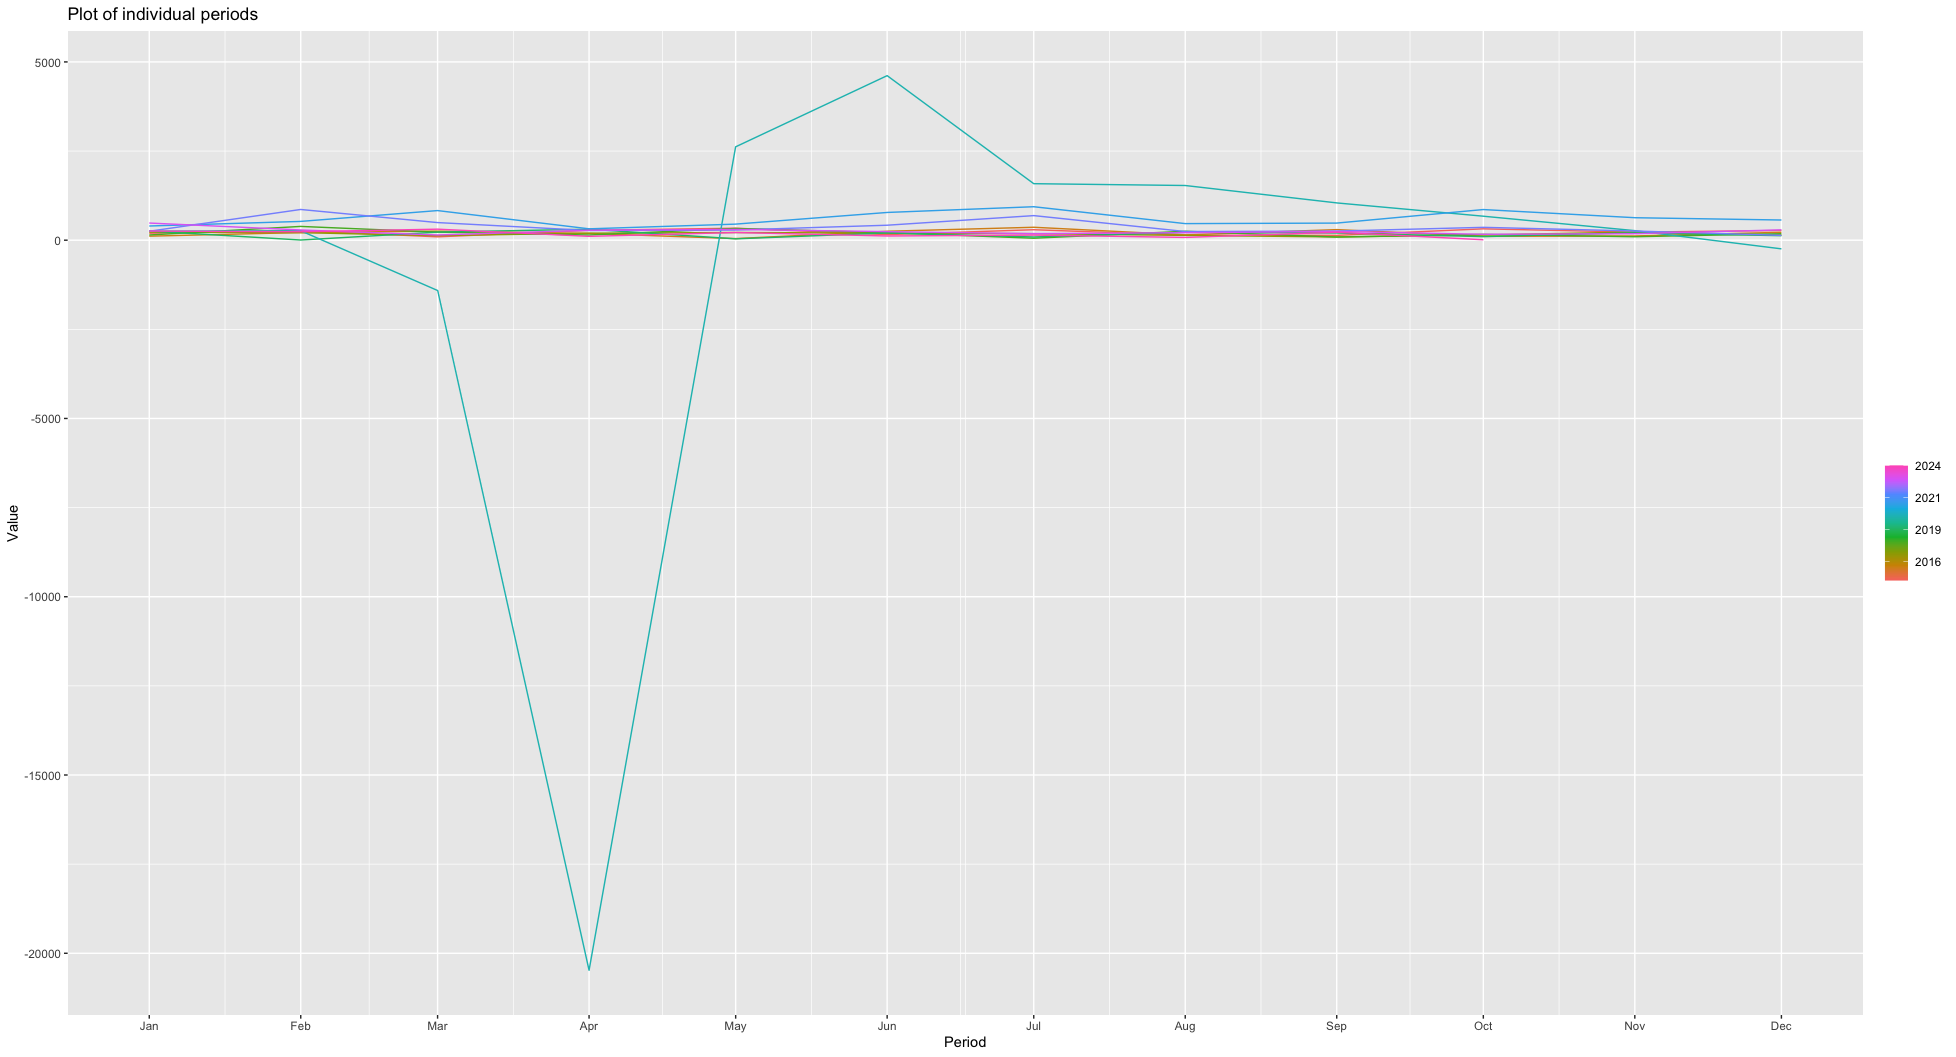 Plot of individual periods
5000
0
-5000
-10000
-15000
-20000
Value
Jan Feb Mar Apr May Jun Jul Aug Sep Oct Nov Dec
Period
2024
2021
2019
2016